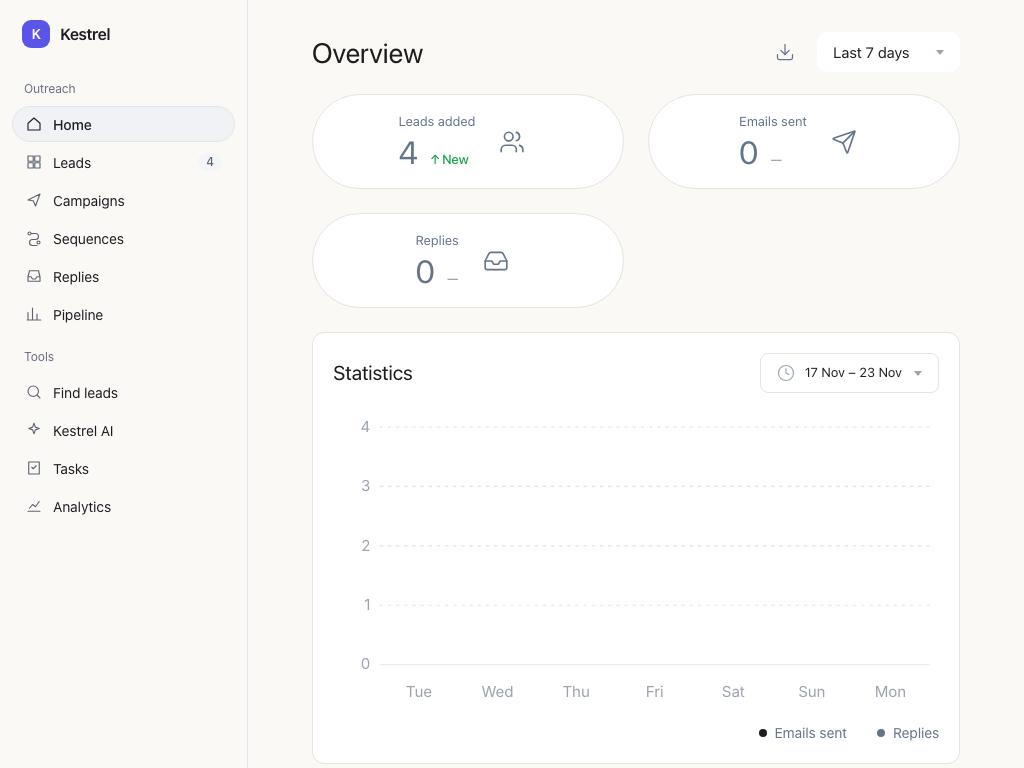 K Kestrel
Outreach
Home
Leads 4
Campaigns
Sequences
Replies
Pipeline
Tools
Find leads
Kestrel AI
Tasks
Analytics
Overview
Last 7 days
Leads added
4 ↑ New
Emails sent
0 –
Replies
0 –
Statistics
17 Nov – 23 Nov
4
3
2
1
0
Tue Wed Thu Fri Sat Sun Mon
Emails sent Replies